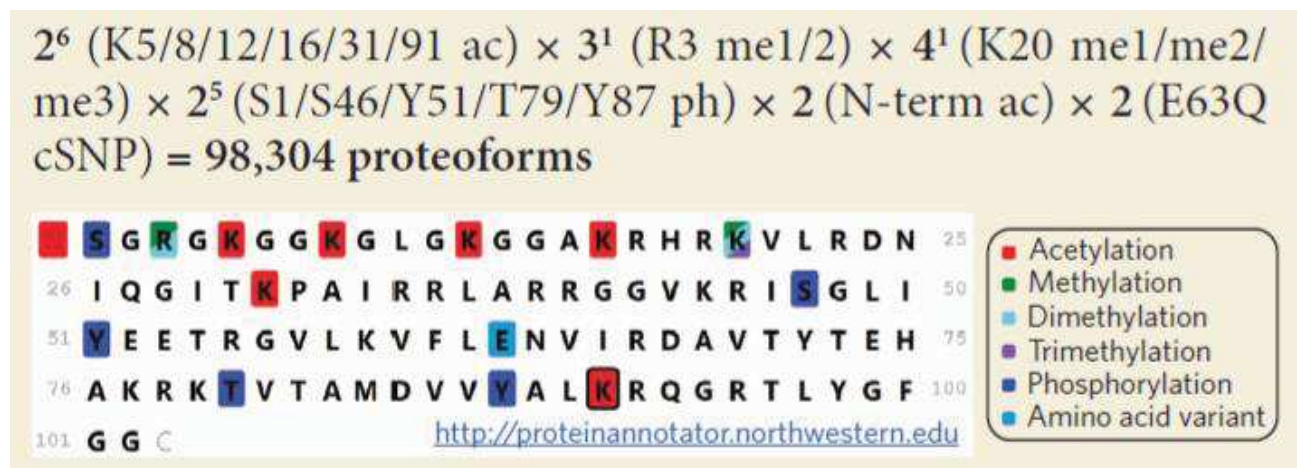 2⁶ (K5/8/12/16/31/91 ac) × 3¹ (R3 me1/2) × 4¹ (K20 me1/me2/
me3) × 2⁵ (S1/S46/Y51/T79/Y87 ph) × 2 (N-term ac) × 2 (E63Q
cSNP) = 98,304 proteoforms
S G R G K G G K G L G K G G A K R H R K V L R D N 25
26 I Q G I T K P A I R R L A R R G G V K R I S G L I 50
51 Y E E T R G V L K V F L E N V I R D A V T Y T E H 75
76 A K R K T V T A M D V V Y A L K R Q G R T L Y G F 100
101 G G C
http://proteinannotator.northwestern.edu
Acetylation
Methylation
Dimethylation
Trimethylation
Phosphorylation
Amino acid variant